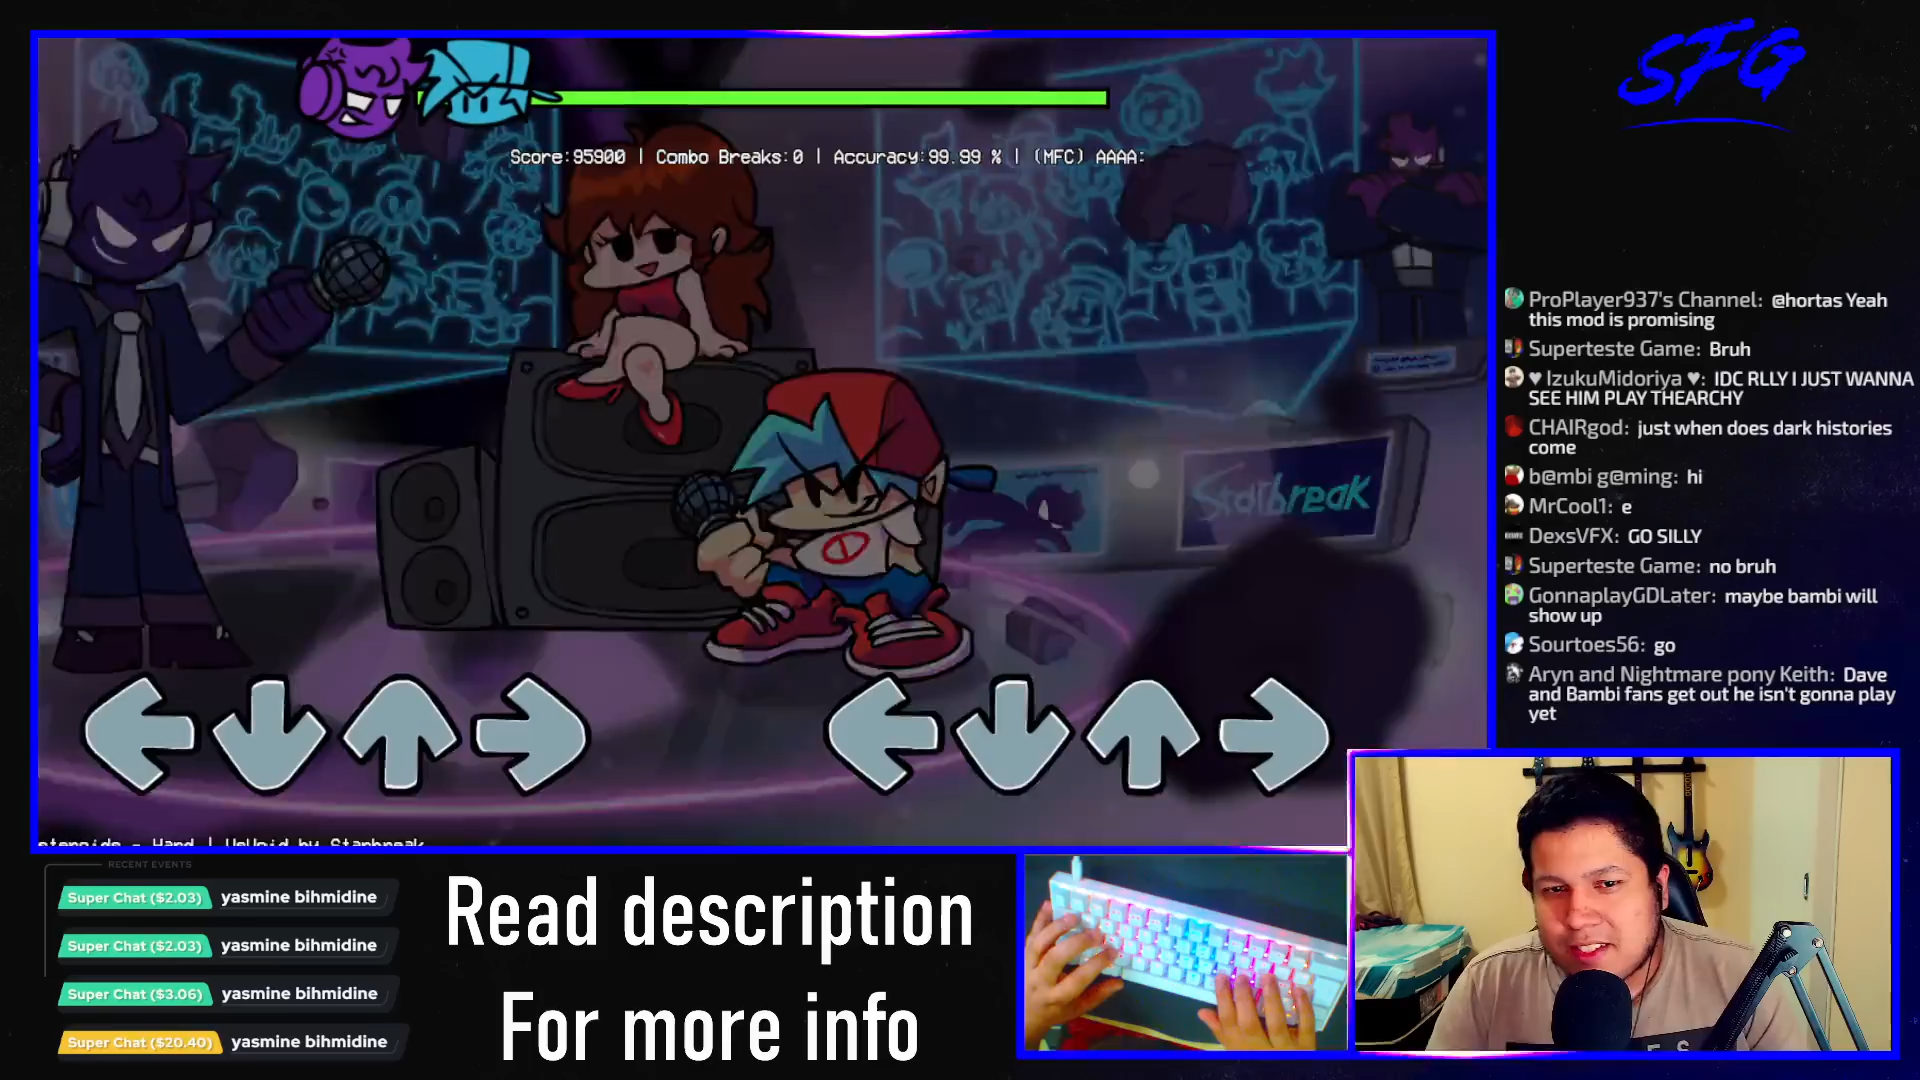 SFG
Score:95900 | Combo Breaks:0 | Accuracy:99.99 % | (MFC) AAAA:
Starbreak
ProPlayer937's Channel: @hortas Yeah
this mod is promising
Superteste Game: Bruh
♥ IzukuMidoriya ♥: IDC RLLY I JUST WANNA
SEE HIM PLAY THEARCHY
CHAIRgod: just when does dark histories
come
b@mbi g@ming: hi
MrCool1: e
DexsVFX: GO SILLY
Superteste Game: no bruh
GonnaplayGDLater: maybe bambi will
show up
Sourtoes56: go
Aryn and Nightmare pony Keith: Dave
and Bambi fans get out he isn't gonna play
yet
RECENT EVENTS
Super Chat ($2.03) yasmine bihmidine
Super Chat ($2.03) yasmine bihmidine
Super Chat ($3.06) yasmine bihmidine
Super Chat ($20.40) yasmine bihmidine
Read description
For more info